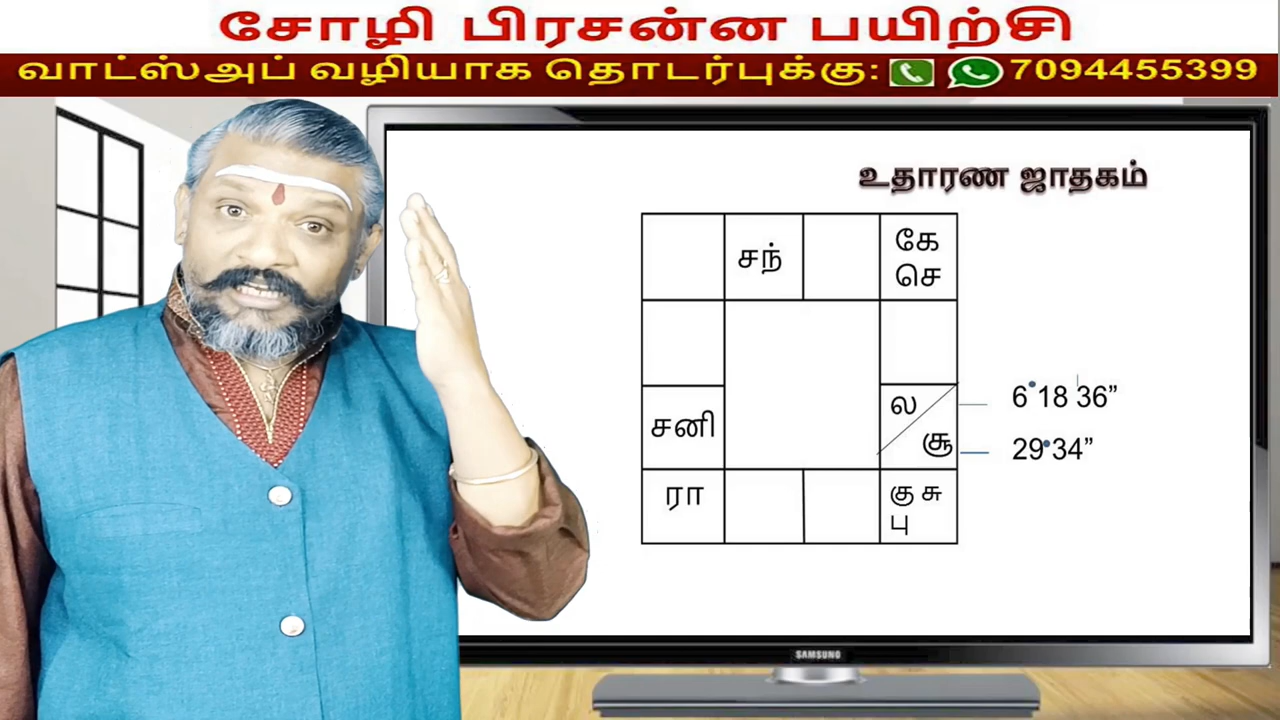 சோழி பிரசன்ன பயிற்சி
வாட்ஸ்அப் வழியாக தொடர்புக்கு: 7094455399
உதாரண ஜாதகம்
சந்
கே
செ
ல
சூ
6°18'36”
29°34”
சனி
ரா
கு சு
பு
SAMSUNG